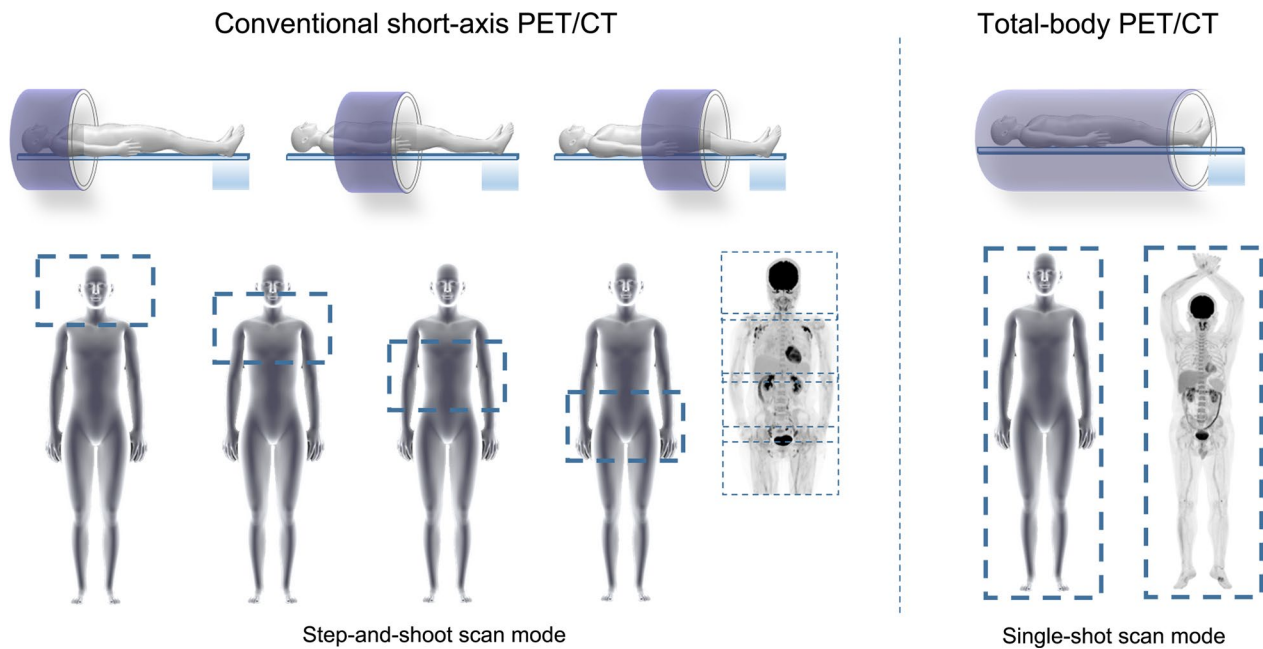 Conventional short-axis PET/CT
Total-body PET/CT
Step-and-shoot scan mode
Single-shot scan mode